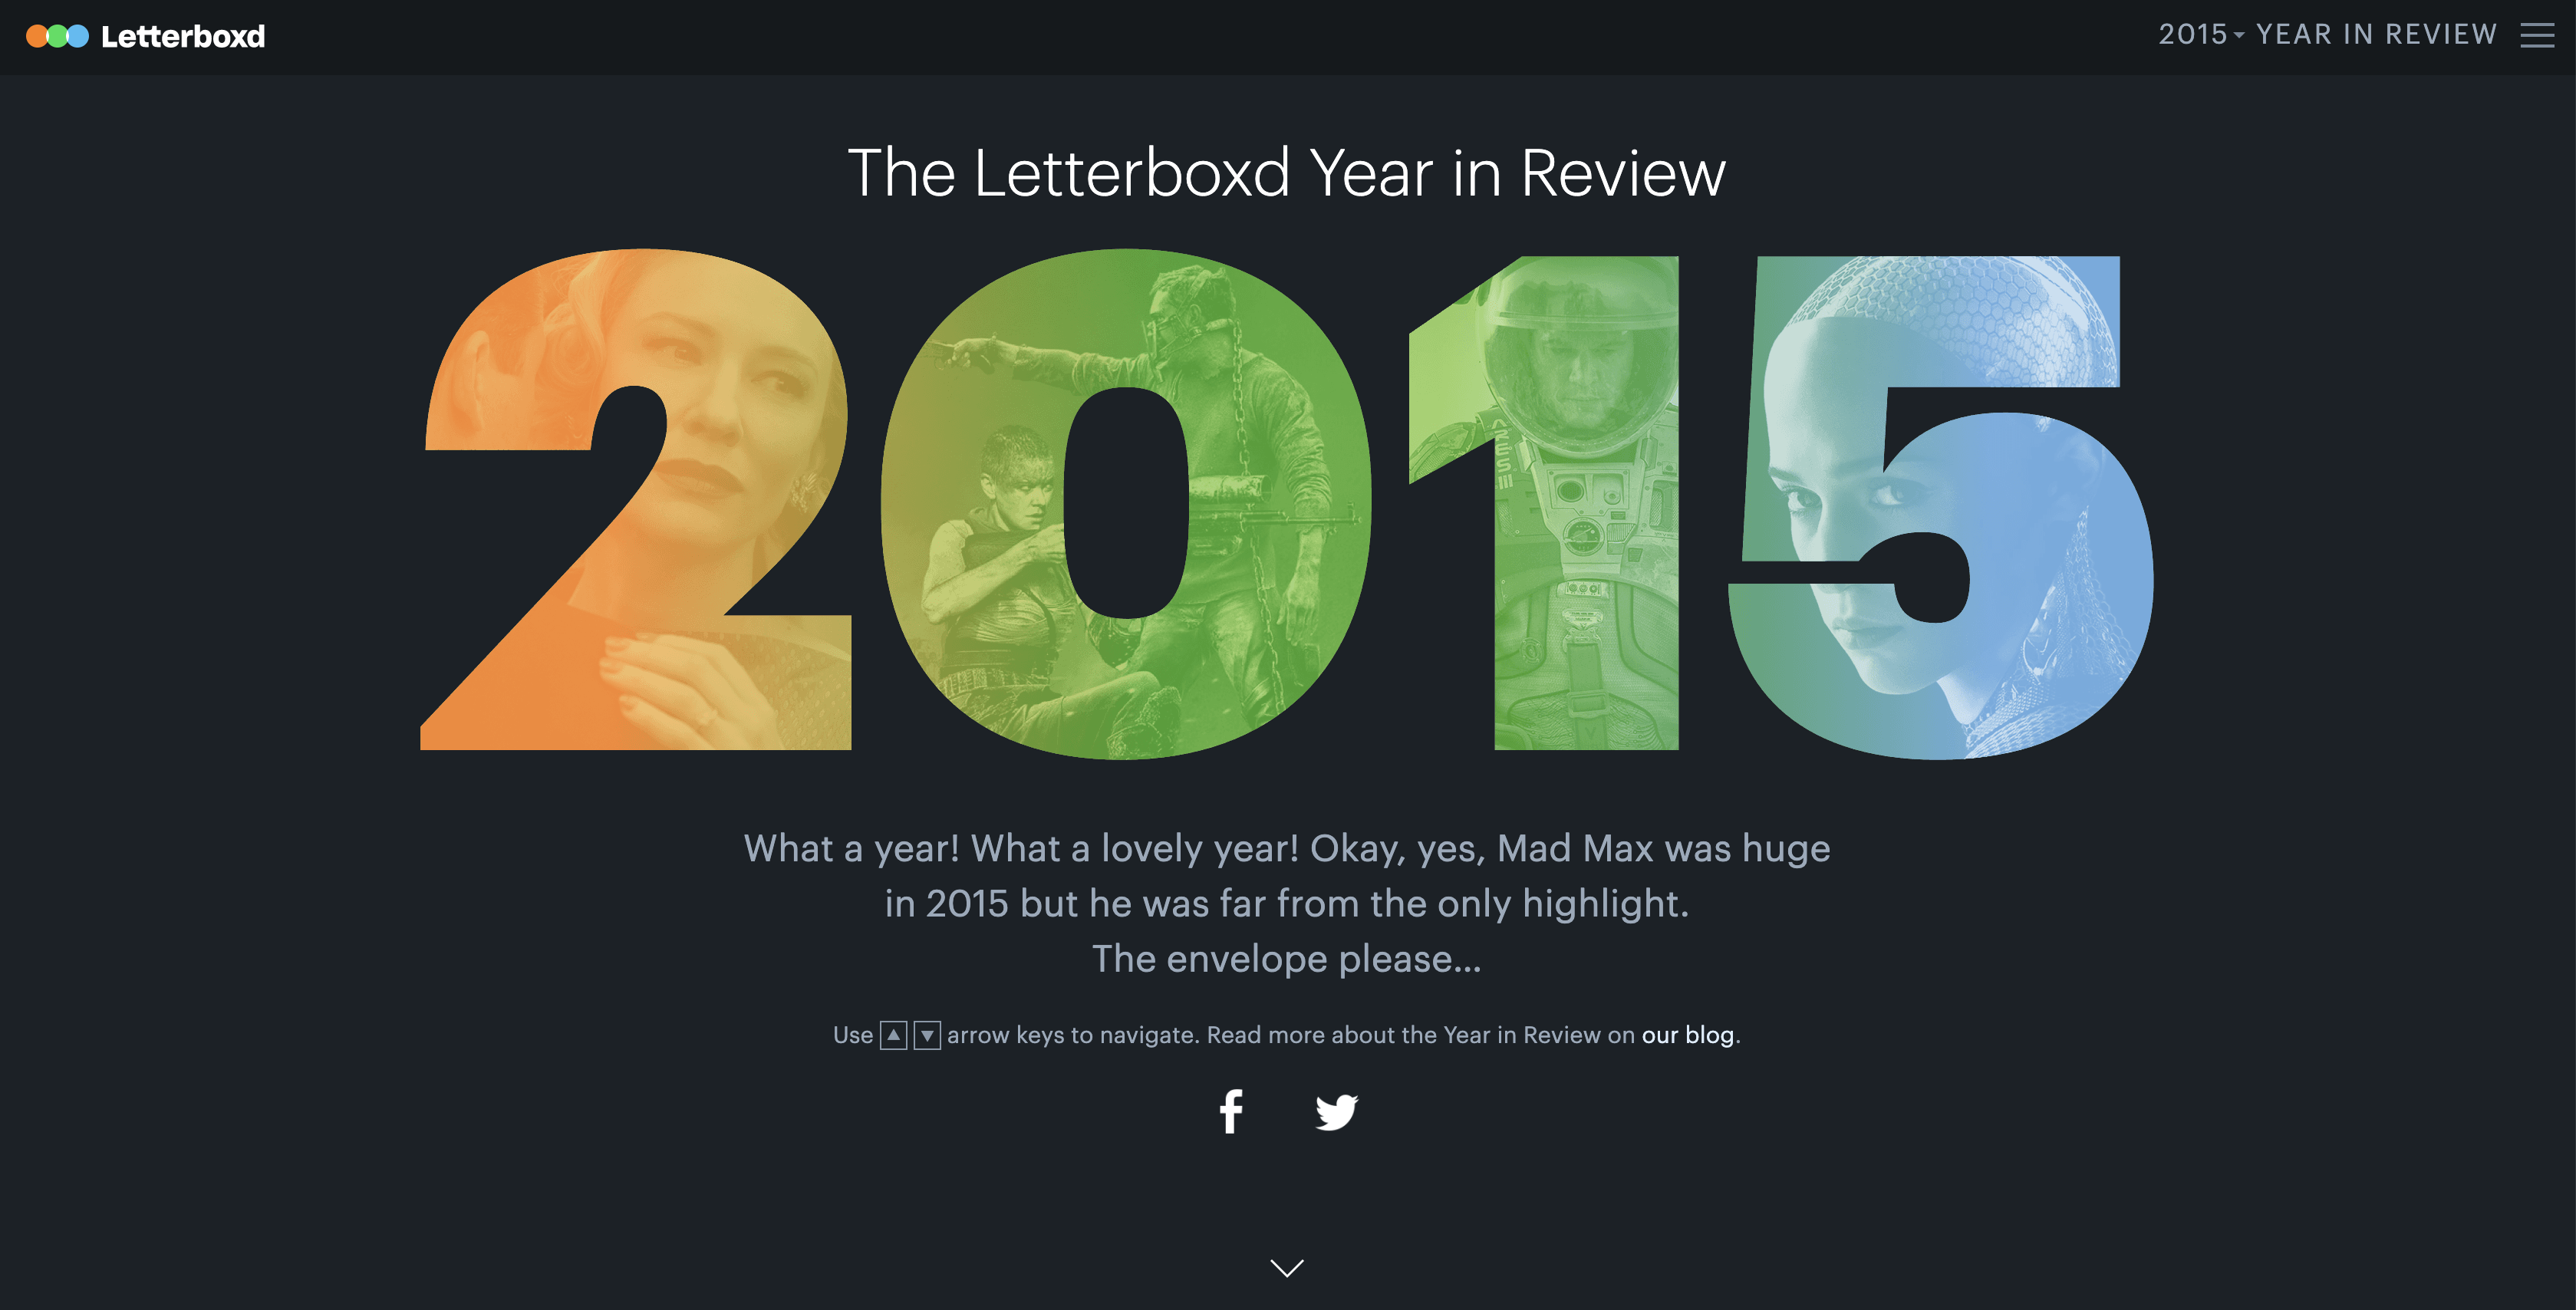 Letterboxd
2015 YEAR IN REVIEW
The Letterboxd Year in Review
2015
ARES III
What a year! What a lovely year! Okay, yes, Mad Max was huge
in 2015 but he was far from the only highlight.
The envelope please...
Use ▲ ▼ arrow keys to navigate. Read more about the Year in Review on our blog.